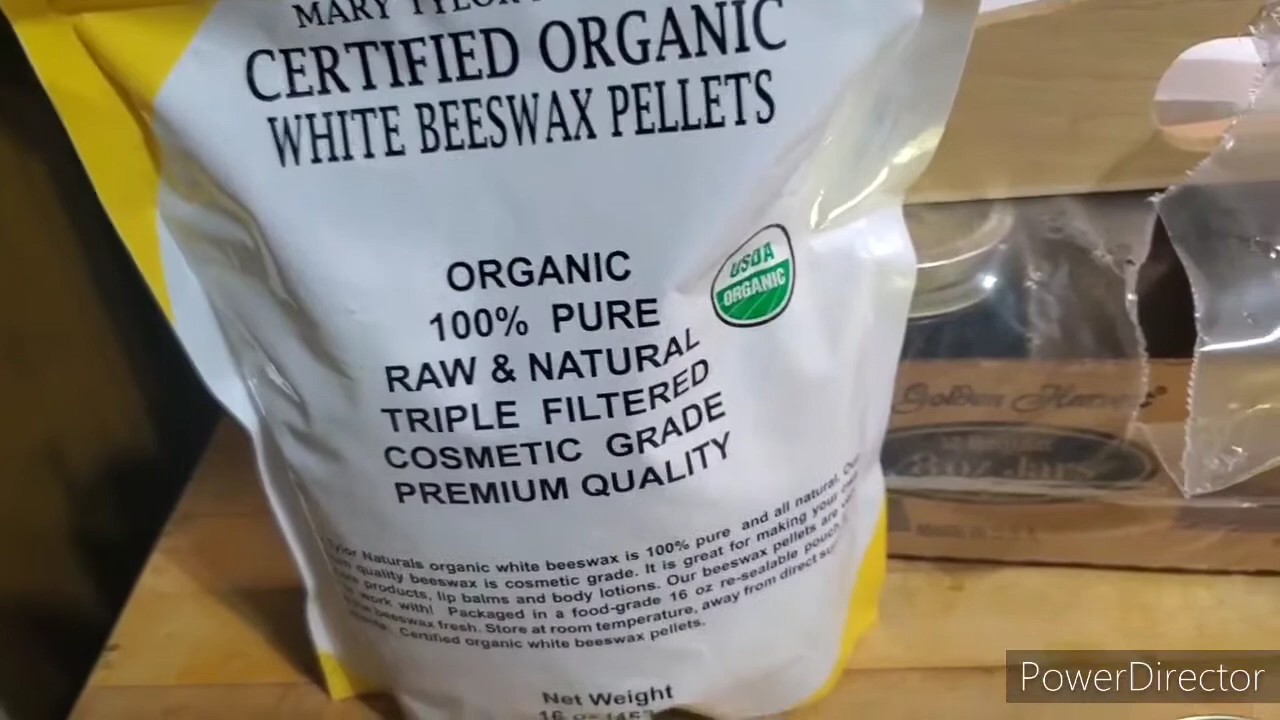 MARY TYLOR
CERTIFIED ORGANIC
WHITE BEESWAX PELLETS
USDA
ORGANIC
ORGANIC
100% PURE
RAW & NATURAL
TRIPLE FILTERED
COSMETIC GRADE
PREMIUM QUALITY
Tylor Naturals organic white beeswax is 100% pure and all natural.
quality beeswax is cosmetic grade. It is great for making your own
products, lip balms and body lotions. Our beeswax pellets are
work with! Packaged in a food-grade 16 oz re-sealable pouch
beeswax fresh. Store at room temperature, away from direct
Certified organic white beeswax pellets.
Net Weight
16
Golden Harvest
8 oz Jars
PowerDirector